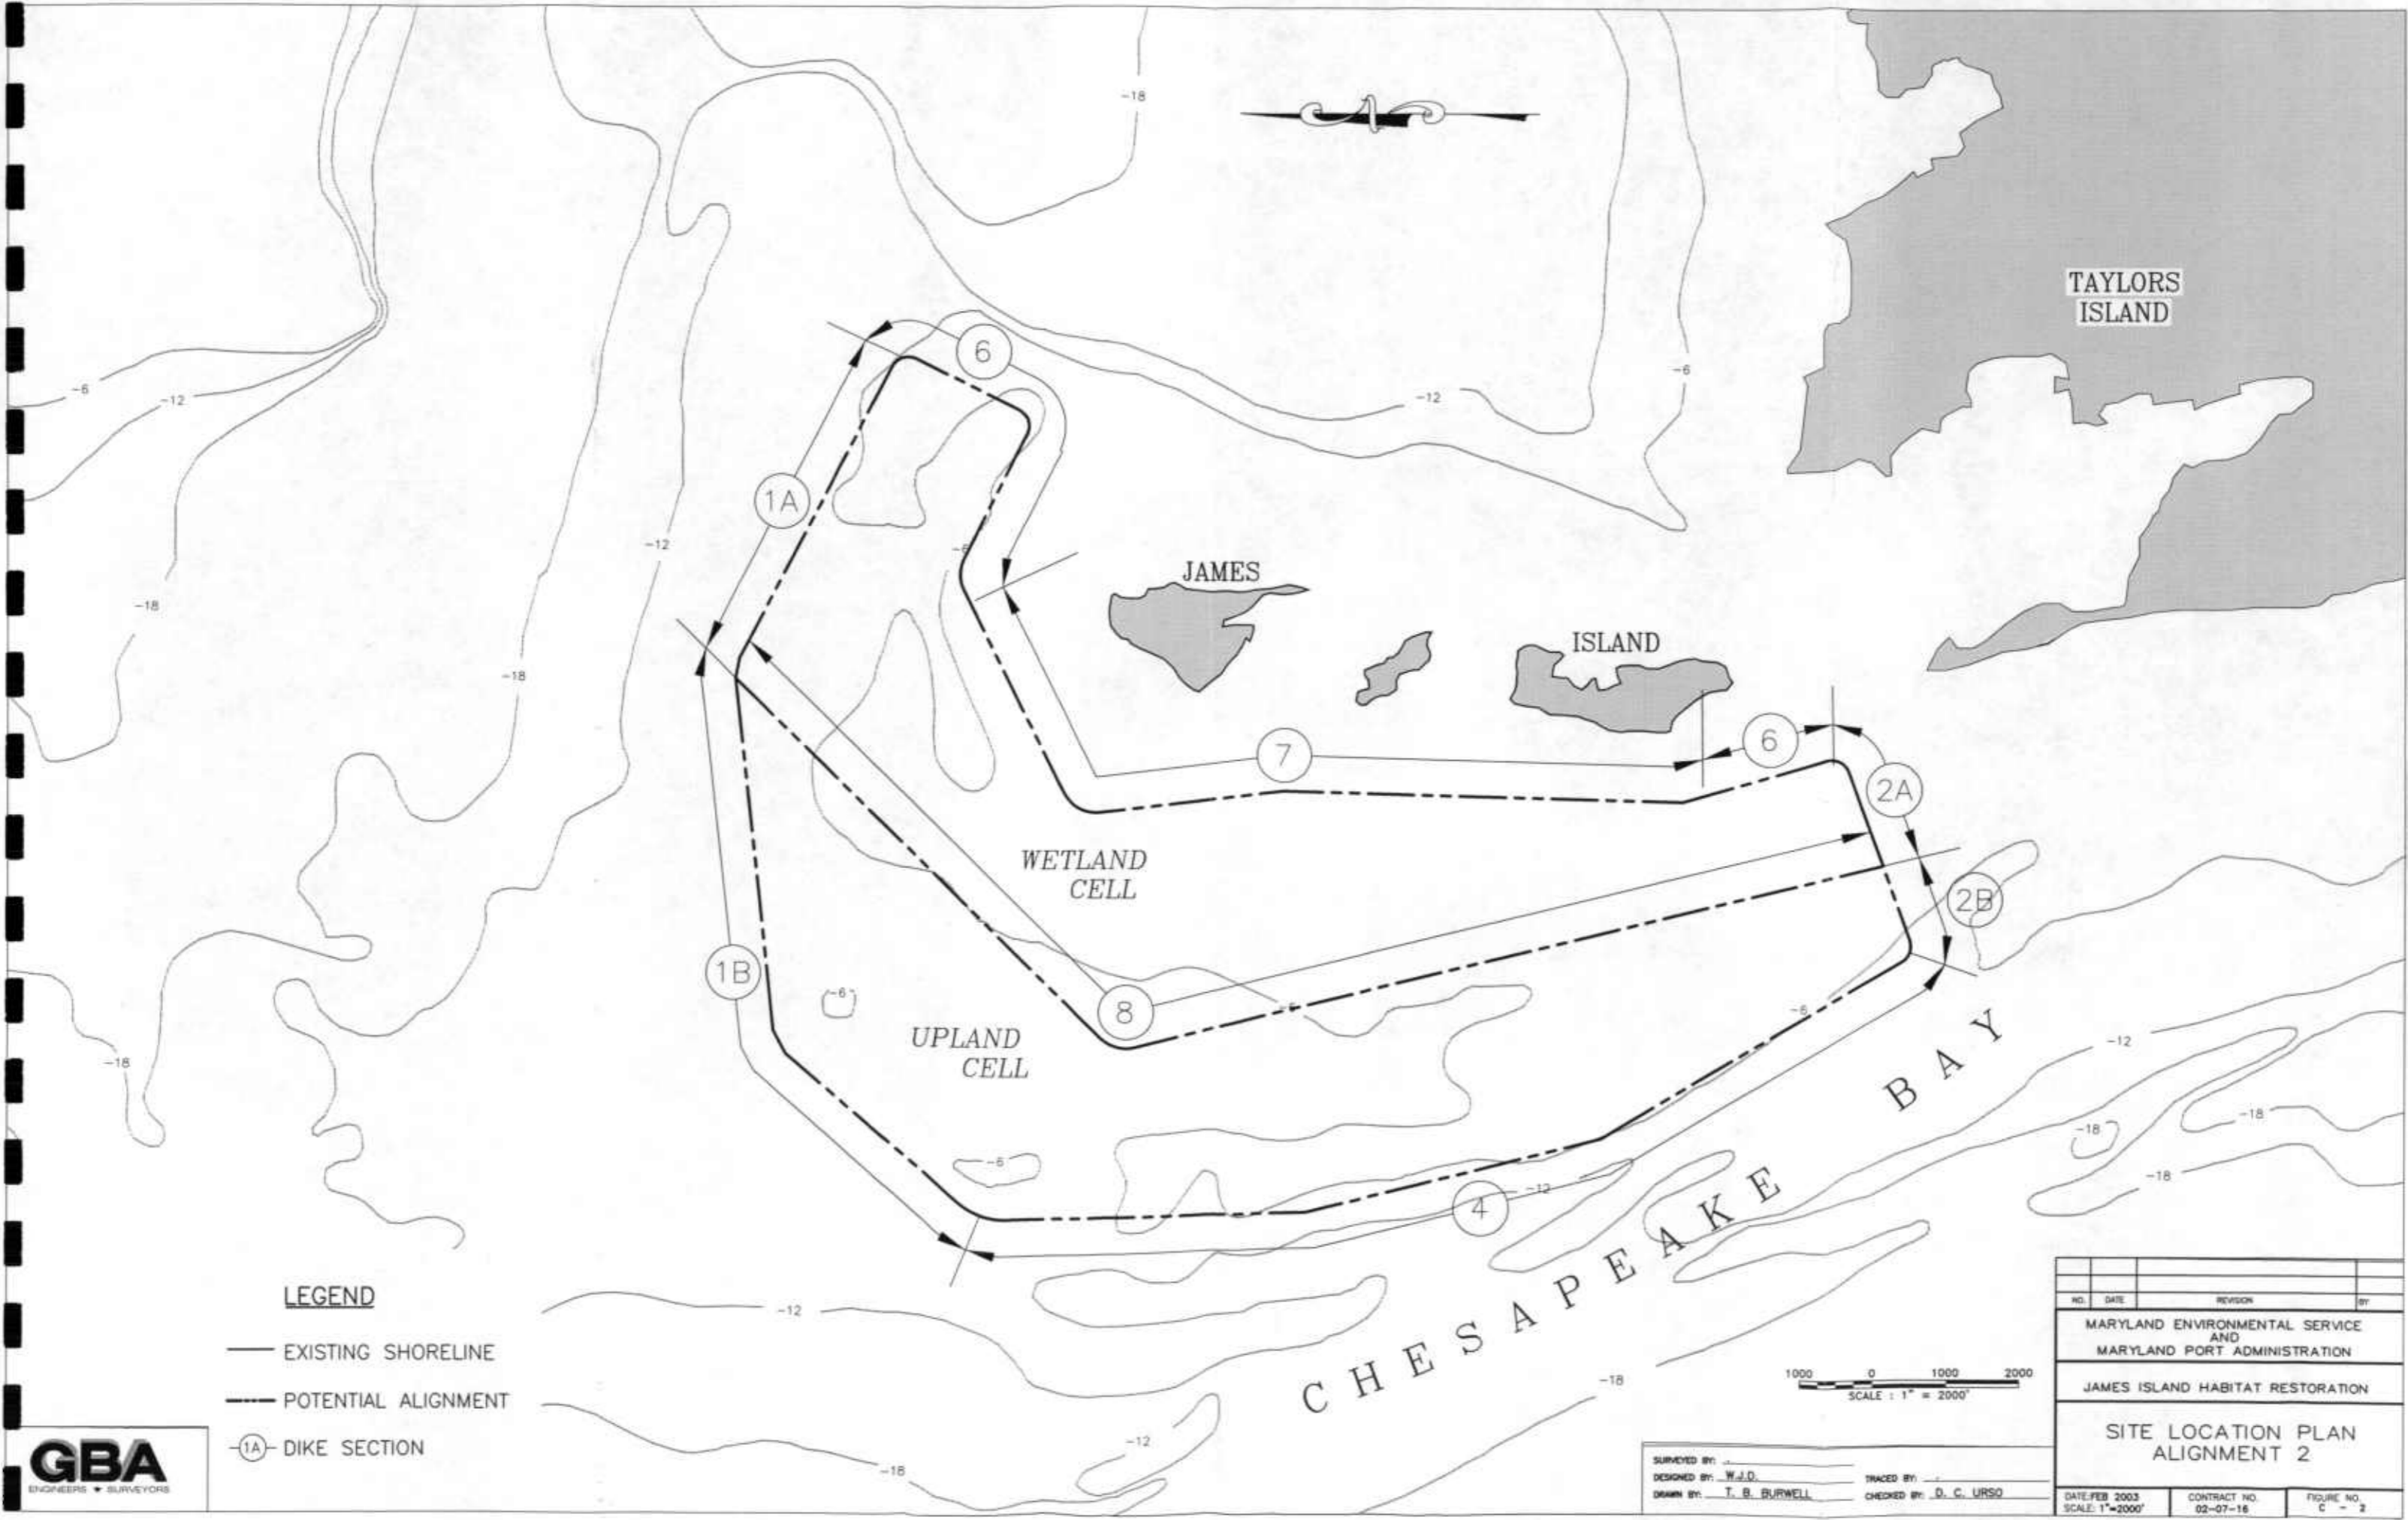 -18
TAYLORS
ISLAND
6
-6
-6
-12
-12
1A
-12
-6
JAMES
-18
ISLAND
-18
7
6
2A
WETLAND
CELL
2B
1B
-6
8
-6
-6
UPLAND
CELL
-12
-18
-18
-18
-6
-18
-12
4
CHESAPEAKE BAY
LEGEND
-12
EXISTING SHORELINE
POTENTIAL ALIGNMENT
-18
1A DIKE SECTION
-12
-18
1000 0 1000 2000
SCALE : 1" = 2000'
NO. DATE REVISION BY
MARYLAND ENVIRONMENTAL SERVICE
AND
MARYLAND PORT ADMINISTRATION
JAMES ISLAND HABITAT RESTORATION
SITE LOCATION PLAN
ALIGNMENT 2
GBA
ENGINEERS ★ SURVEYORS
SURVEYED BY: -
DESIGNED BY: W.J.D. TRACED BY: -
DRAWN BY: T. B. BURWELL CHECKED BY: D. C. URSO
DATE:FEB 2003 CONTRACT NO. FIGURE NO.
SCALE: 1"=2000' 02-07-16 C - 2